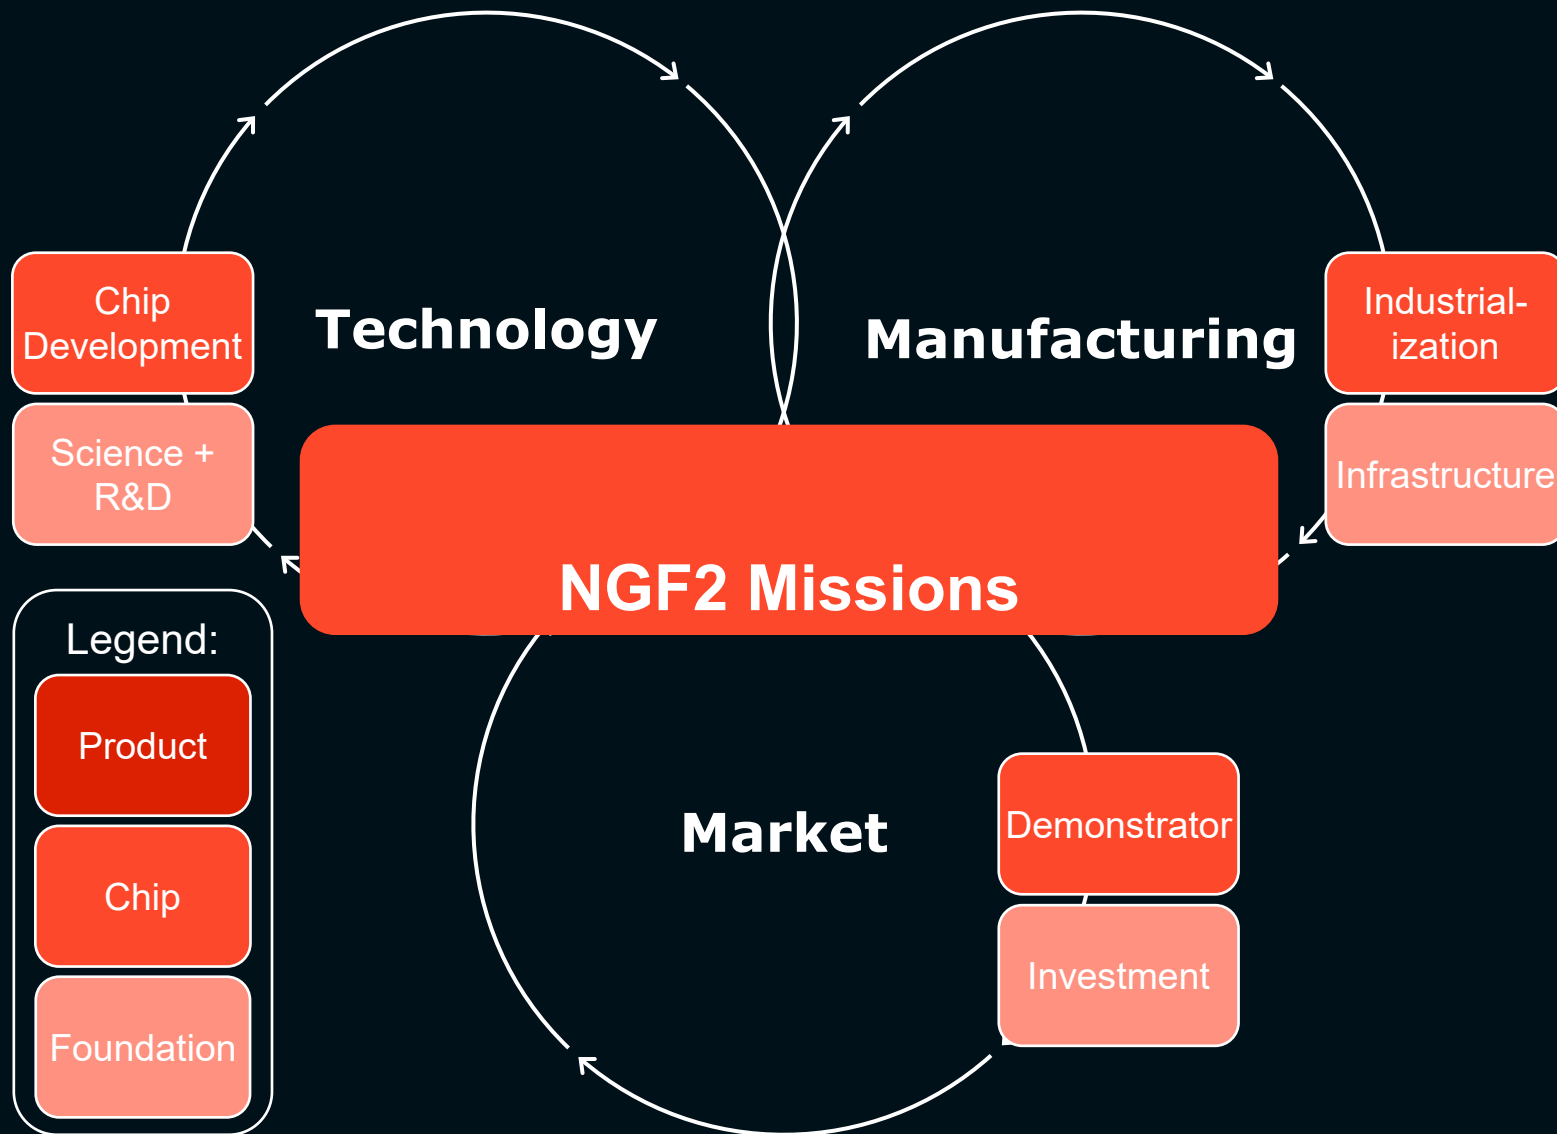 Technology
Manufacturing
Chip
Development
Science +
R&D
Industrial-
ization
Infrastructure
NGF2 Missions
Market
Demonstrator
Investment
Legend:
Product
Chip
Foundation